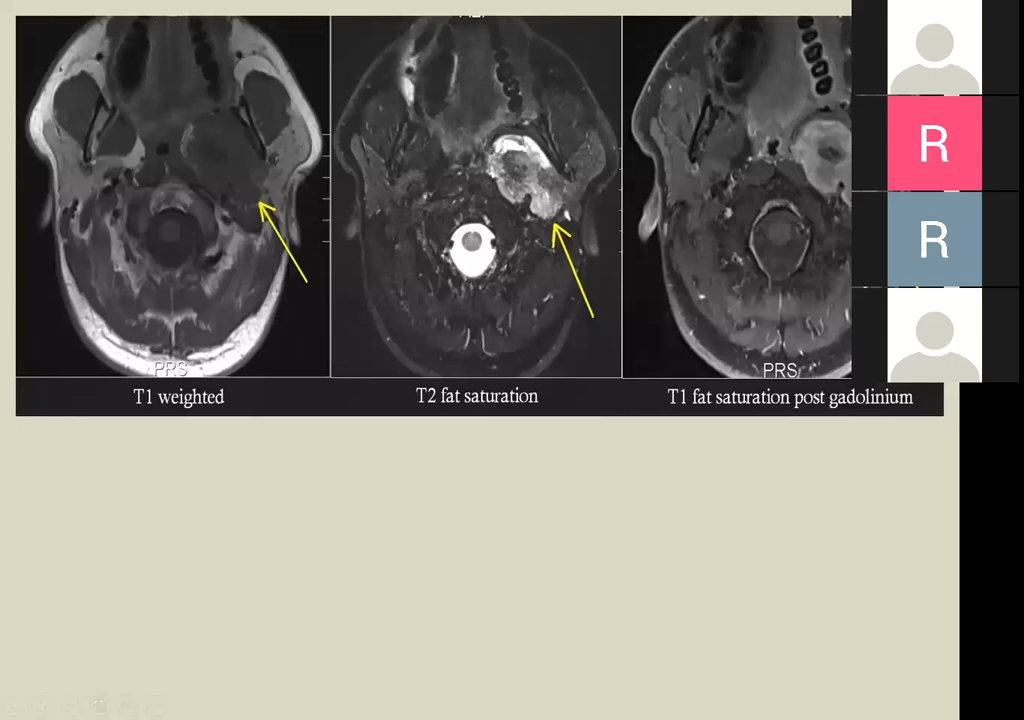 R
R
PRS
PRS
T1 weighted
T2 fat saturation
T1 fat saturation post gadolinium